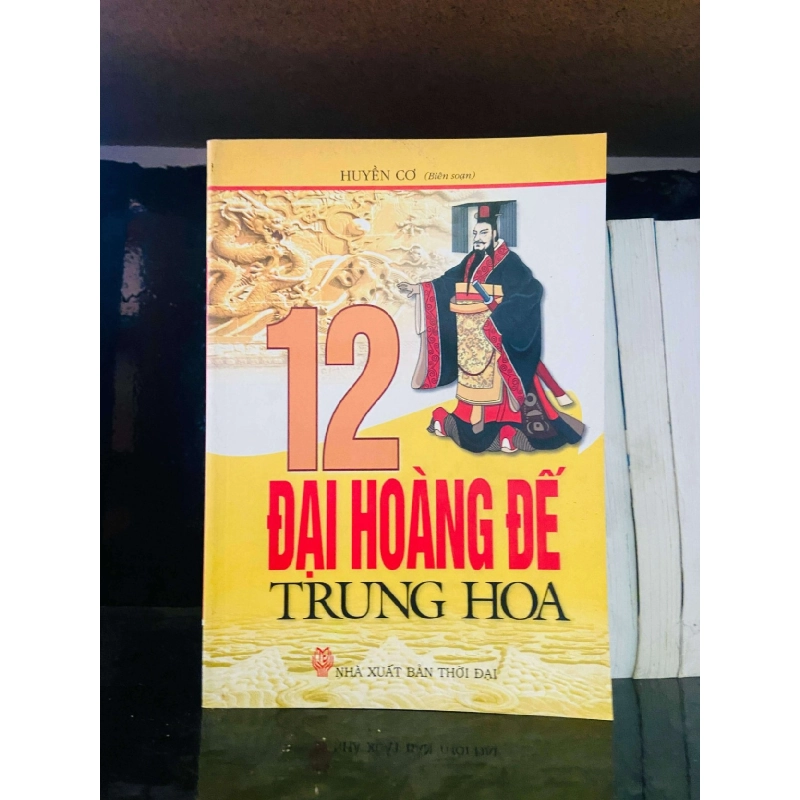 HUYỀN CƠ (Biên soạn)
12
ĐẠI HOÀNG ĐẾ
TRUNG HOA
NHÀ XUẤT BẢN THỜI ĐẠI